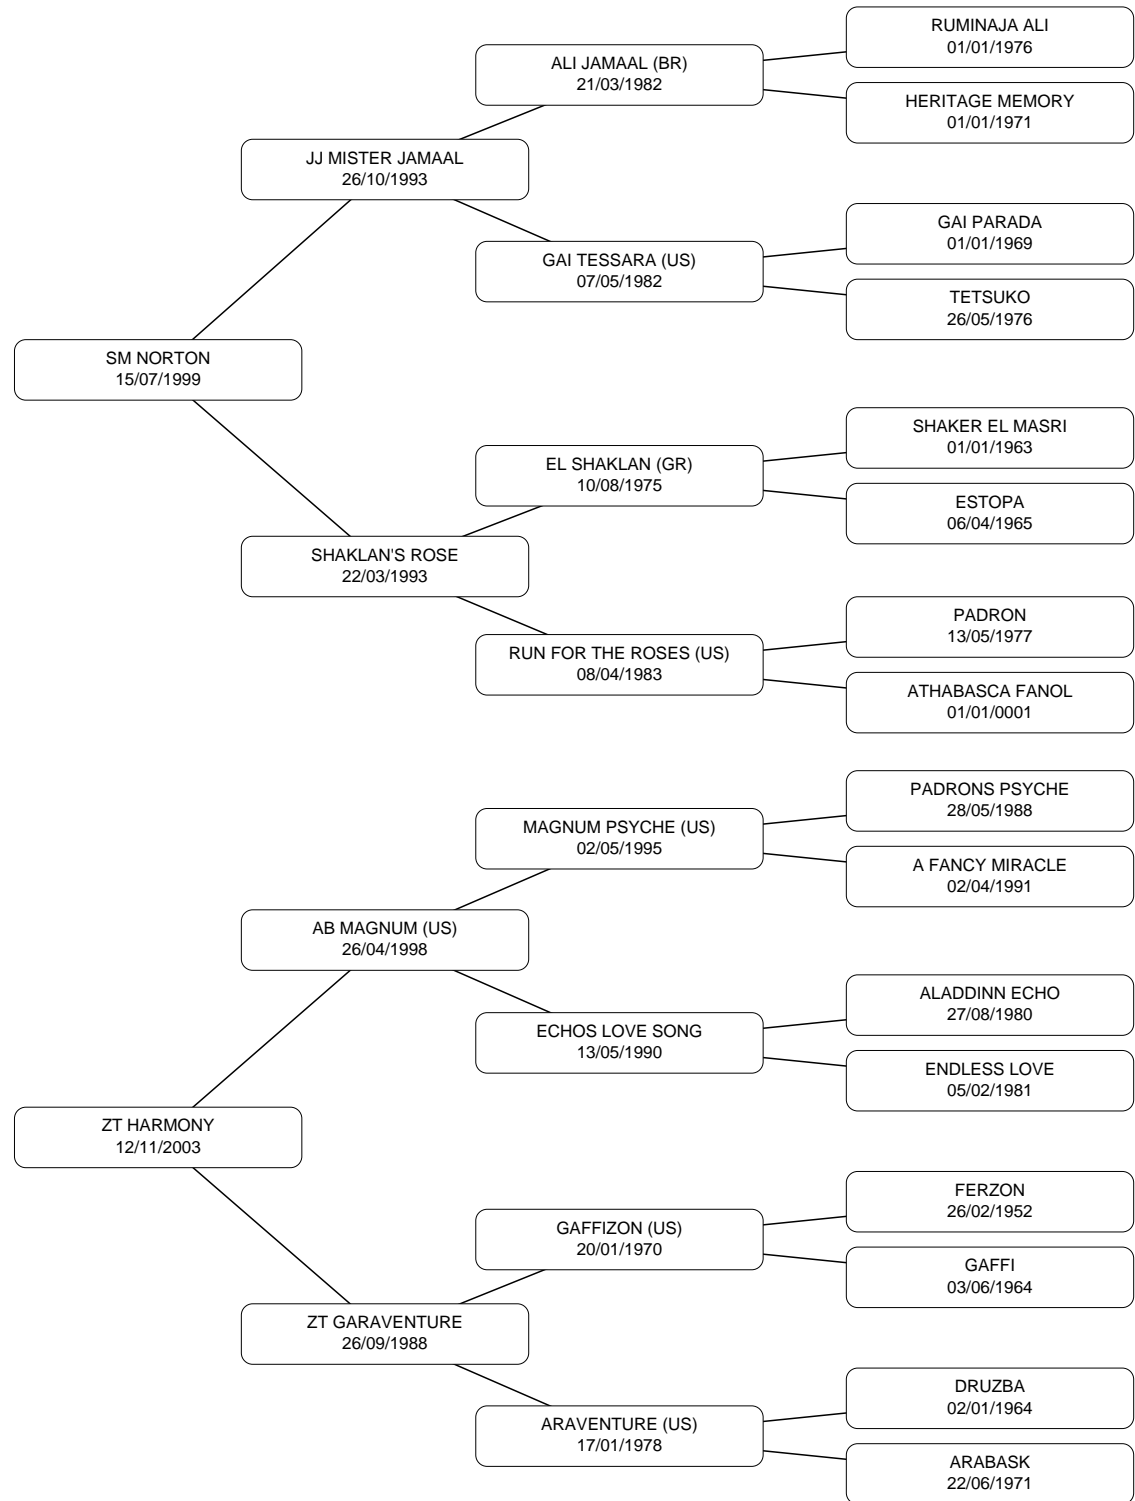 RUMINAJA ALI
01/01/1976
ALI JAMAAL (BR)
21/03/1982
HERITAGE MEMORY
01/01/1971
JJ MISTER JAMAAL
26/10/1993
GAI PARADA
01/01/1969
GAI TESSARA (US)
07/05/1982
TETSUKO
26/05/1976
SM NORTON
15/07/1999
SHAKER EL MASRI
01/01/1963
EL SHAKLAN (GR)
10/08/1975
ESTOPA
06/04/1965
SHAKLAN'S ROSE
22/03/1993
PADRON
13/05/1977
RUN FOR THE ROSES (US)
08/04/1983
ATHABASCA FANOL
01/01/0001
PADRONS PSYCHE
28/05/1988
MAGNUM PSYCHE (US)
02/05/1995
A FANCY MIRACLE
02/04/1991
AB MAGNUM (US)
26/04/1998
ALADDINN ECHO
27/08/1980
ECHOS LOVE SONG
13/05/1990
ENDLESS LOVE
05/02/1981
ZT HARMONY
12/11/2003
FERZON
26/02/1952
GAFFIZON (US)
20/01/1970
GAFFI
03/06/1964
ZT GARAVENTURE
26/09/1988
DRUZBA
02/01/1964
ARAVENTURE (US)
17/01/1978
ARABASK
22/06/1971